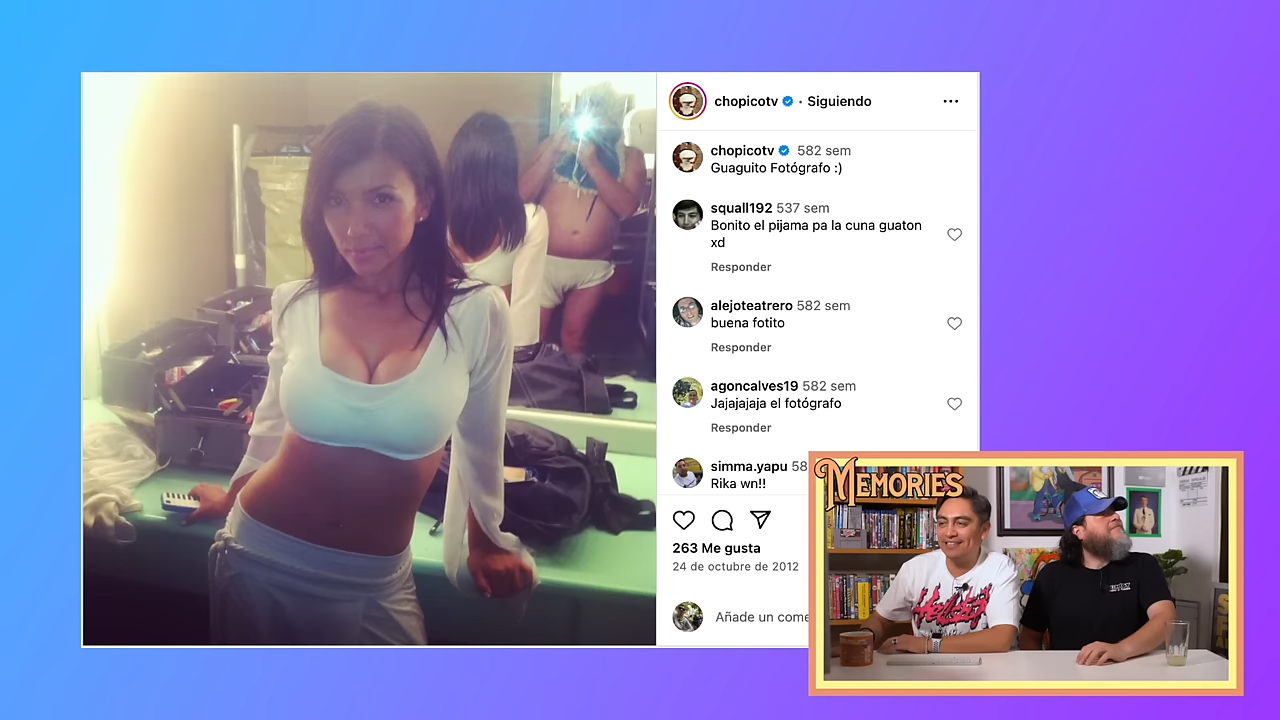 chopicotv • Siguiendo
chopicotv 582 sem
Guaguito Fotógrafo :)
squall192 537 sem
Bonito el pijama pa la cuna guaton
xd
Responder
alejoteatrero 582 sem
buena fotito
Responder
agoncalves19 582 sem
Jajajajaja el fotógrafo
Responder
simma.yapu 58
Rika wn!!
263 Me gusta
24 de octubre de 2012
Añade un come
MEMORIES